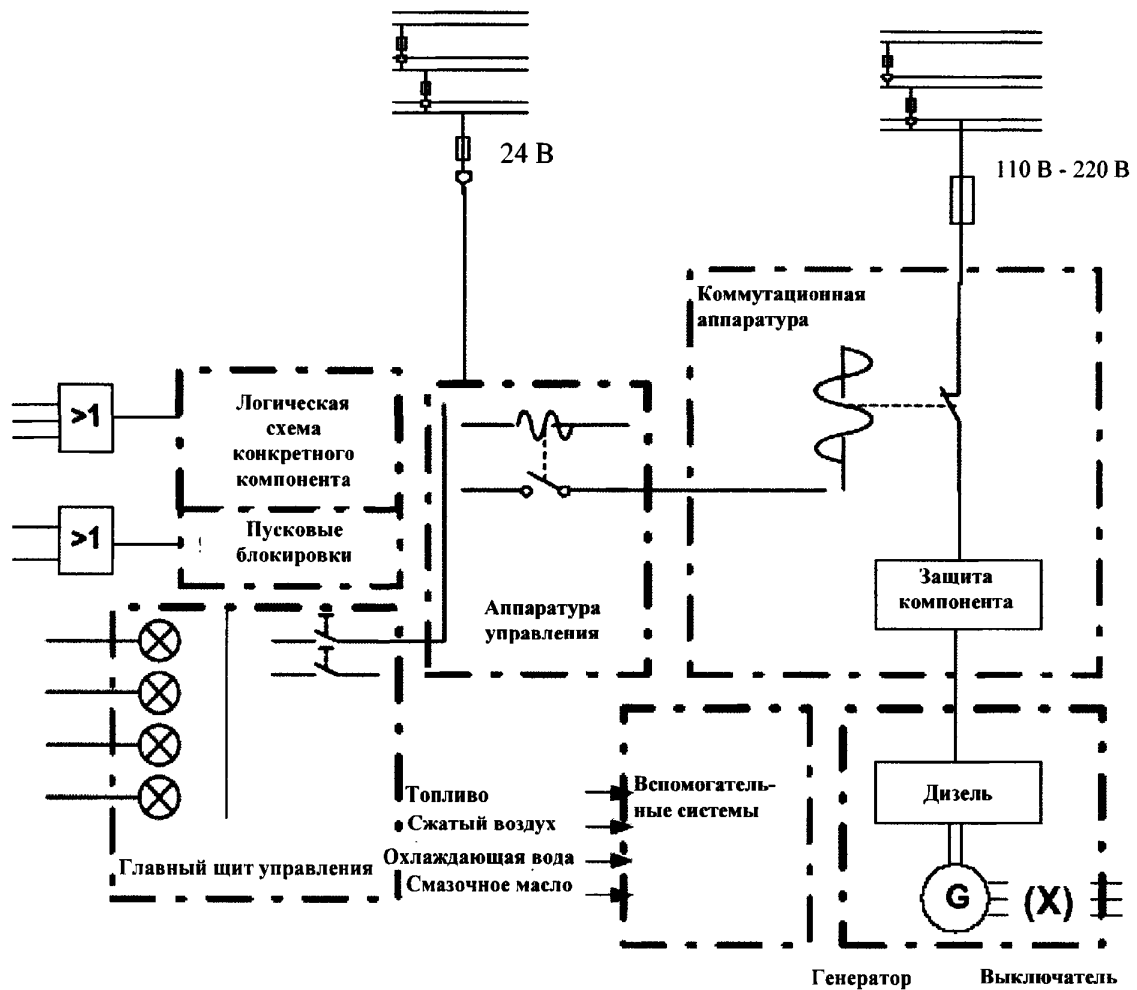 24 В
110 В - 220 В
Коммутационная
аппаратура
>1
Логическая
схема
конкретного
компонента
>1
Пусковые
блокировки
Аппаратура
управления
Защита
компонента
Главный щит управления
Топливо
Сжатый воздух
Охлаждающая вода
Смазочное масло
Вспомогатель-
ные системы
Дизель
G
(X)
Генератор
Выключатель